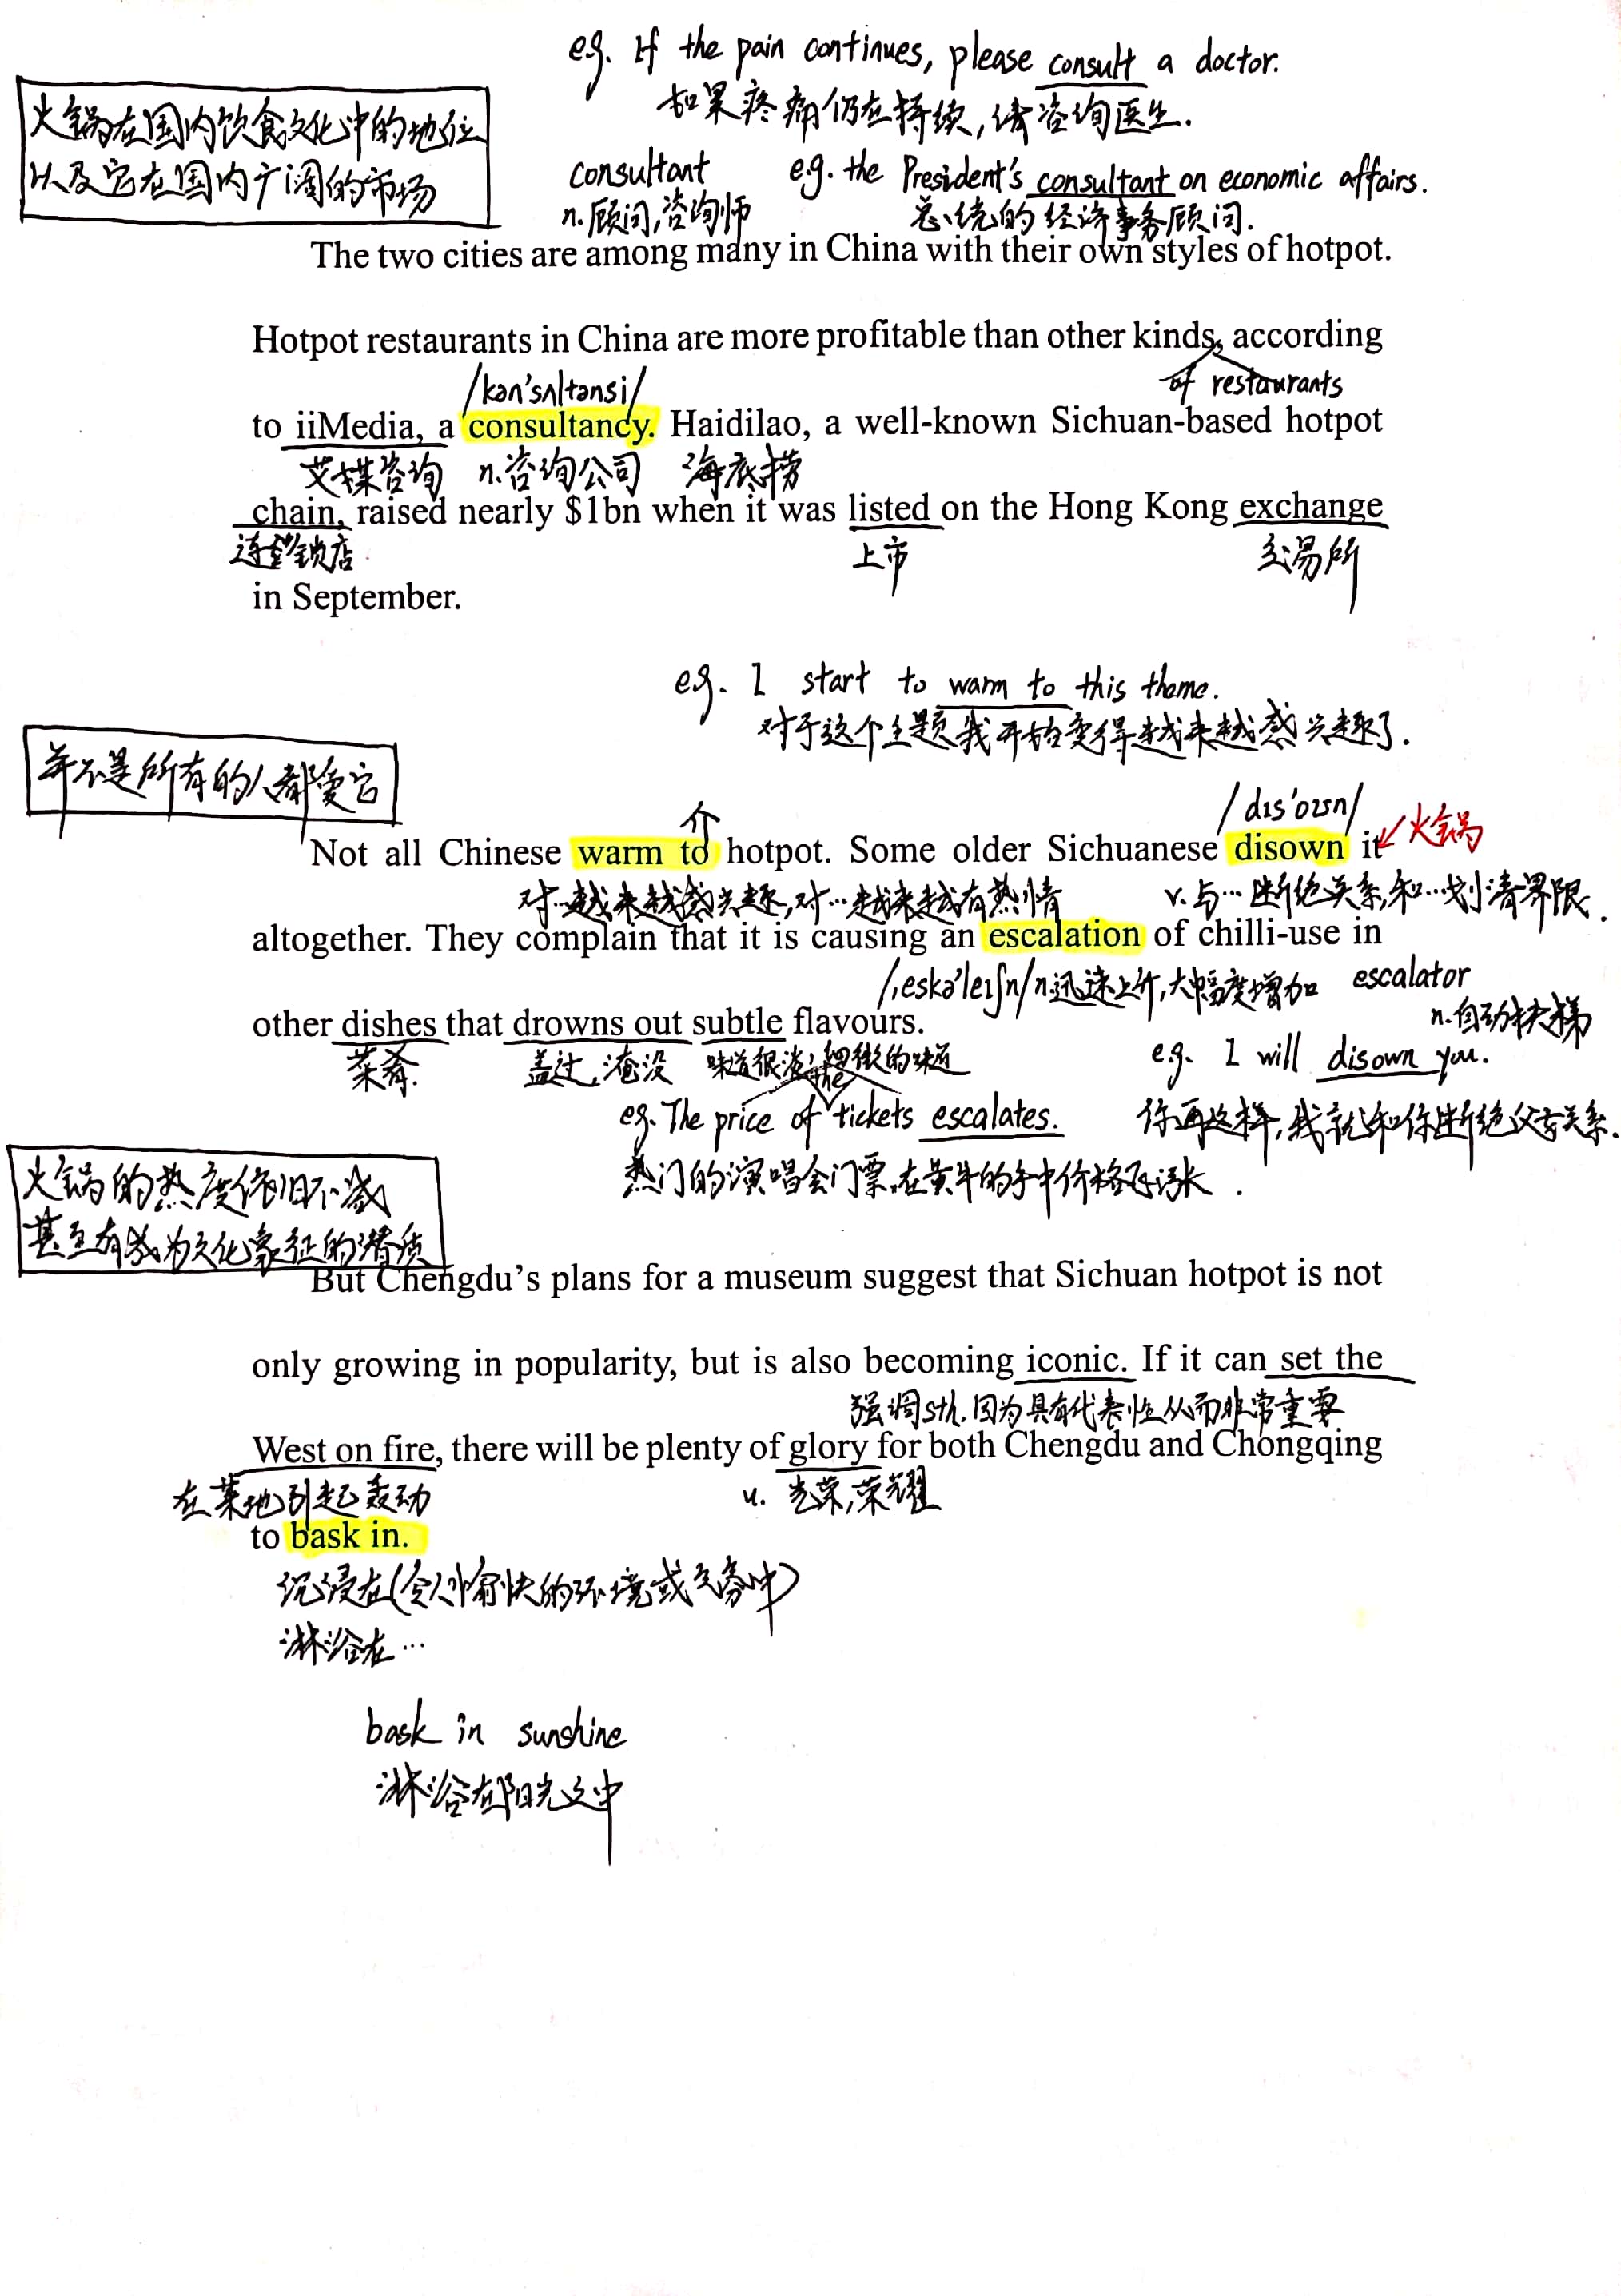 e.g. If the pain continues, please consult a doctor.
如果疼痛仍在持续,请咨询医生.
火锅在国内饮食文化中的地位
以及它在国内广阔的市场
consultant e.g. the President's consultant on economic affairs.
n.顾问,咨询师 总统的经济事务顾问.
The two cities are among many in China with their own styles of hotpot.
Hotpot restaurants in China are more profitable than other kinds, according
/kən'sʌltənsi/ of restaurants
to iiMedia, a consultancy. Haidilao, a well-known Sichuan-based hotpot
艾媒咨询 n.咨询公司 海底捞
chain, raised nearly $1bn when it was listed on the Hong Kong exchange
连锁店 上市 交易所
in September.
e.g. I start to warm to this theme.
对于这个主题我开始变得越来越感兴趣了.
并不是所有的人都爱它
介 /dɪs'oʊn/ 火锅
Not all Chinese warm to hotpot. Some older Sichuanese disown it
对…越来越感兴趣,对…越来越有热情 v.与…断绝关系,和…划清界限.
altogether. They complain that it is causing an escalation of chilli-use in
/ˌeskə'leɪʃn/ n.迅速上升,大幅度增加 escalator
n.自动扶梯
other dishes that drowns out subtle flavours.
菜肴. 盖过,淹没 味道很淡;细微的味道 e.g. I will disown you.
the
e.g. The price of tickets escalates. 你再这样,我就和你断绝父子关系.
热门的演唱会门票在黄牛的手中价格飞涨.
火锅的热度依旧不减
甚至有成为文化象征的潜质
But Chengdu's plans for a museum suggest that Sichuan hotpot is not
only growing in popularity, but is also becoming iconic. If it can set the
强调sth.因为具有代表性从而非常重要
West on fire, there will be plenty of glory for both Chengdu and Chongqing
在某地引起轰动 u. 光荣,荣耀
to bask in.
沉浸在(令人愉快的环境或气氛中)
淋浴在…
bask in sunshine
淋浴在阳光之中